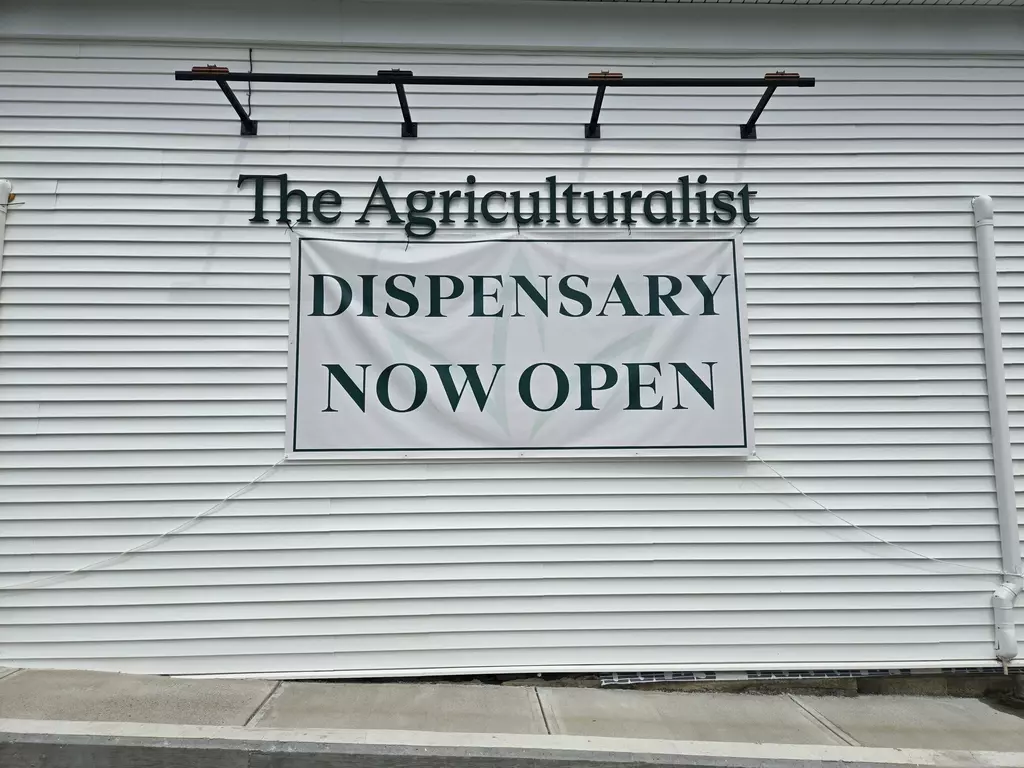 The Agriculturalist
DISPENSARY
NOW OPEN